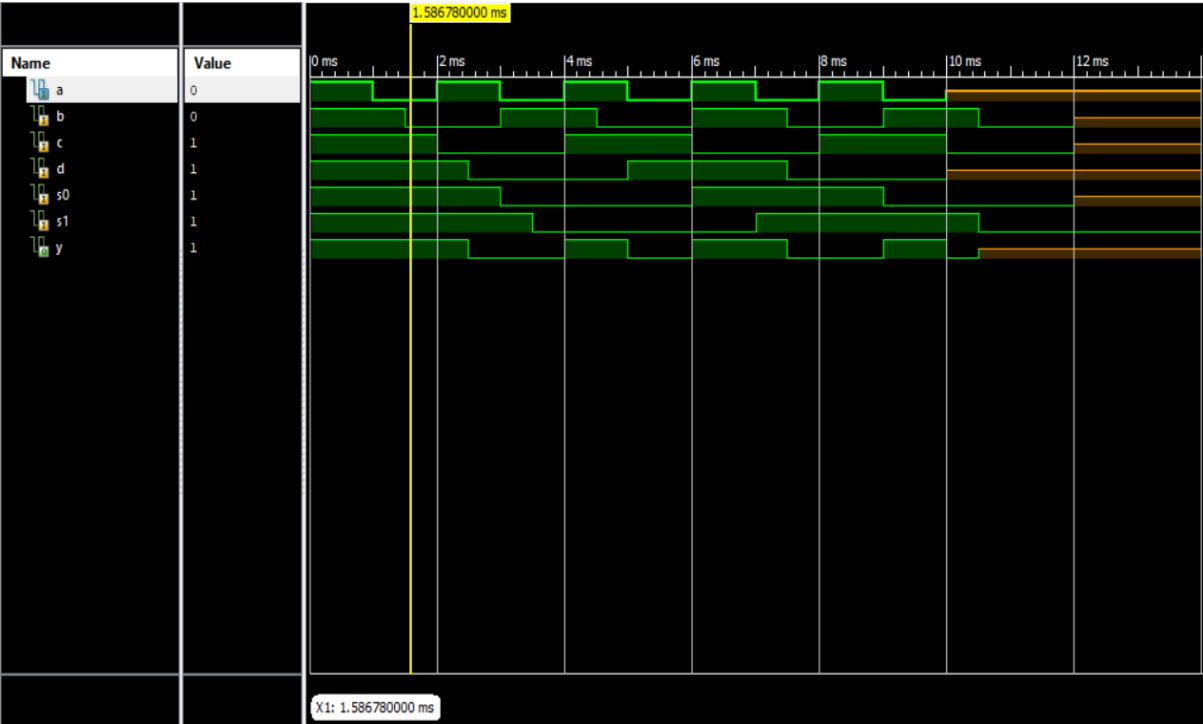 1.586780000 ms
Name Value
0 ms 2 ms 4 ms 6 ms 8 ms 10 ms 12 ms
a 0
b 0
c 1
d 1
s0 1
s1 1
y 1
X1: 1.586780000 ms